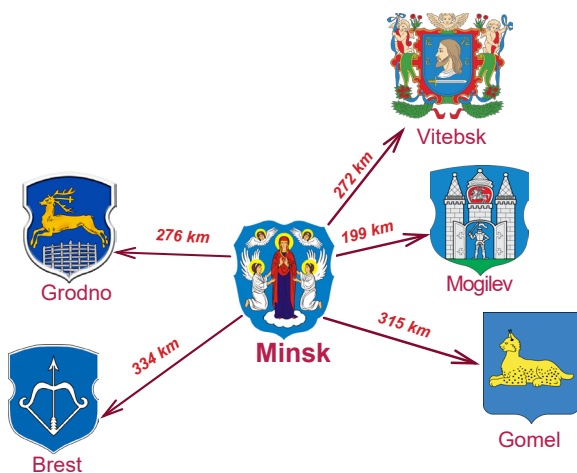 Vitebsk
272 km
276 km
199 km
Grodno
Mogilev
Minsk
315 km
334 km
Brest
Gomel